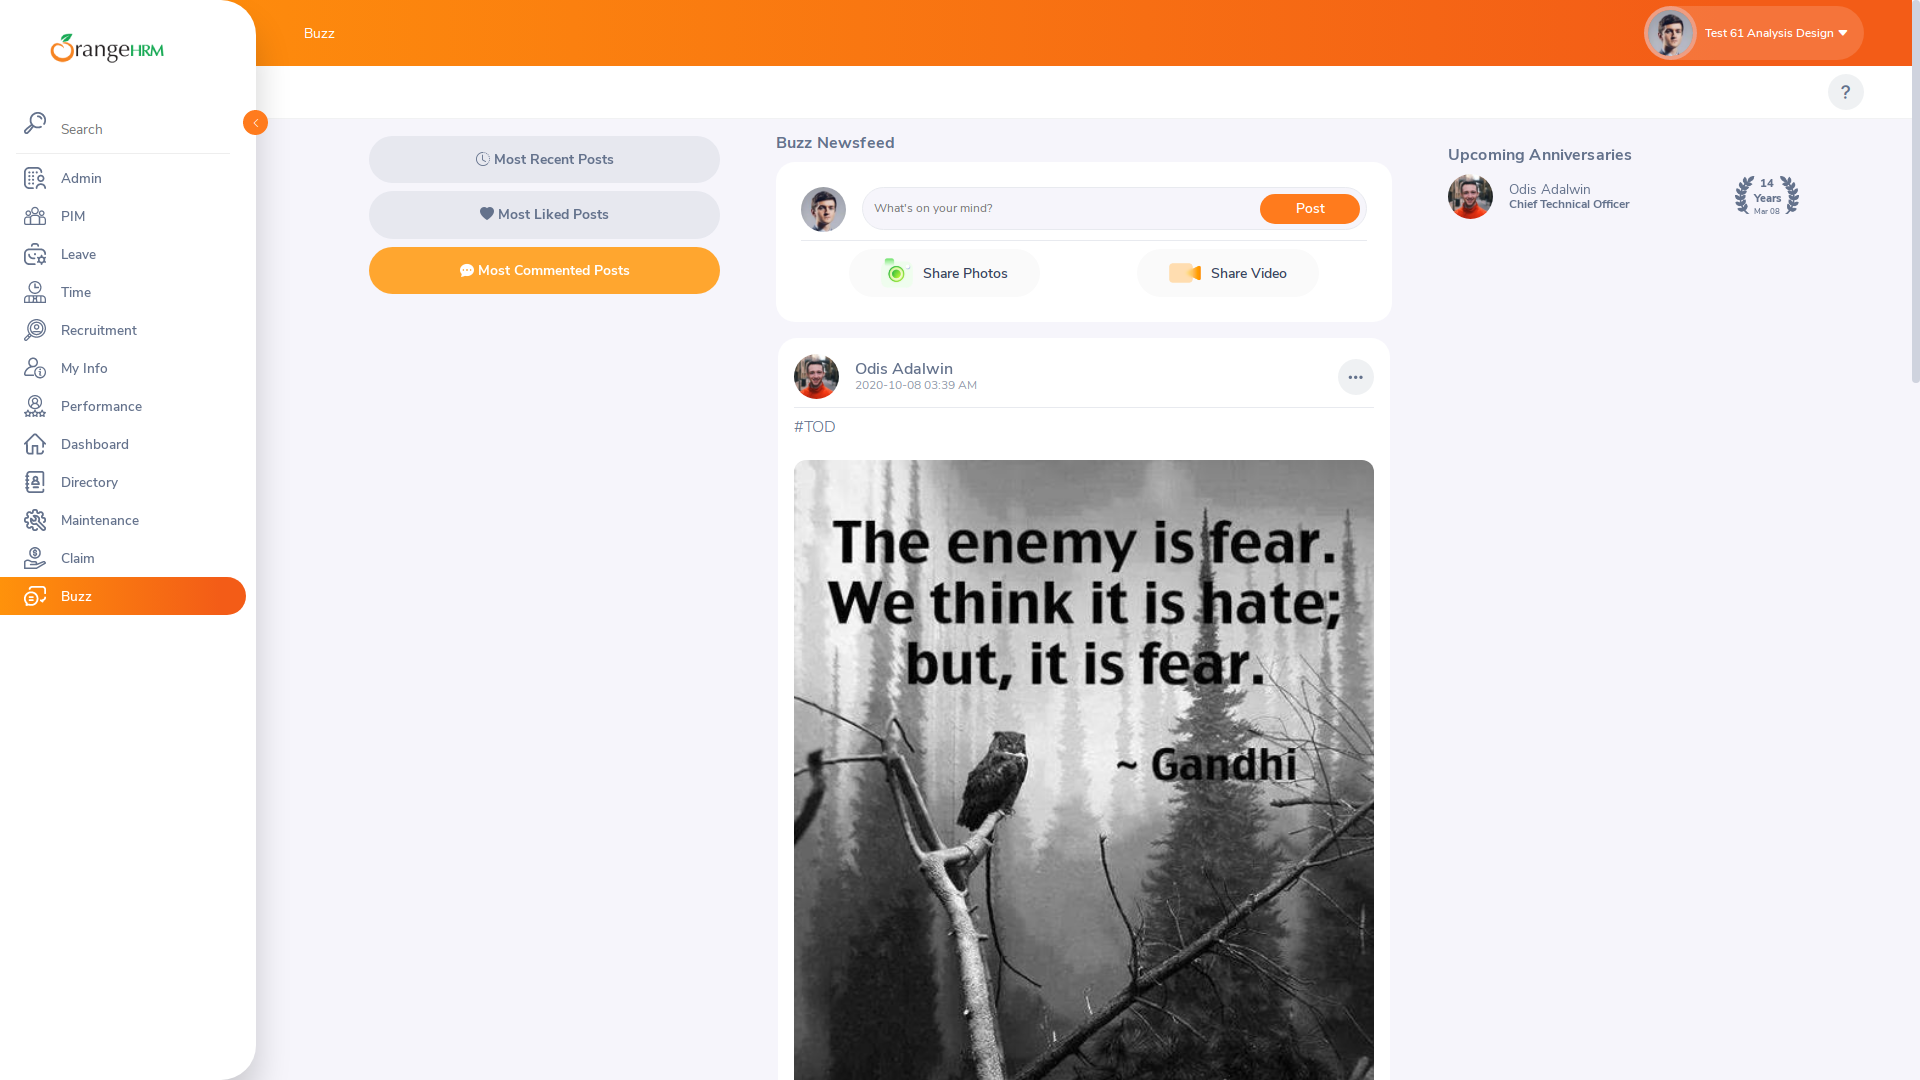 OrangeHRM
Search
Admin
PIM
Leave
Time
Recruitment
My Info
Performance
Dashboard
Directory
Maintenance
Claim
Buzz
Buzz
Test 61 Analysis Design
?
Most Recent Posts
Most Liked Posts
Most Commented Posts
Buzz Newsfeed
What's on your mind?
Post
Share Photos
Share Video
Odis Adalwin
2020-10-08 03:39 AM
#TOD
The enemy is fear.
We think it is hate;
but, it is fear.
~ Gandhi
Upcoming Anniversaries
Odis Adalwin
Chief Technical Officer
14
Years
Mar 08